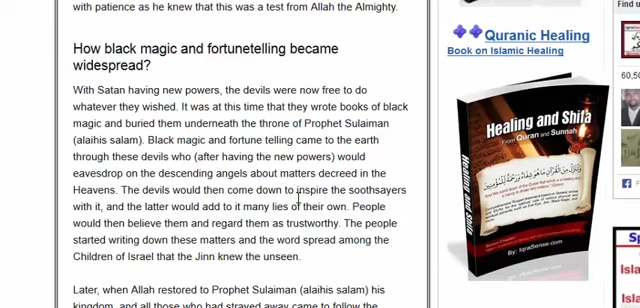 with patience as he knew that this was a test from Allah the Almighty.
How black magic and fortunetelling became
widespread?
With Satan having new powers, the devils were now free to do
whatever they wished. It was at this time that they wrote books of black
magic and buried them underneath the throne of Prophet Sulaiman
(alaihis salam). Black magic and fortune telling came to the earth
through these devils who (after having the new powers) would
eavesdrop on the descending angels about matters decreed in the
Heavens. The devils would then come down to inspire the soothsayers
with it, and the latter would add to it many lies of their own. People
would then believe them and regard them as trustworthy. The people
started writing down these matters and the word spread among the
Children of Israel that the Jinn knew the unseen.
Later, when Allah restored to Prophet Sulaiman (alaihis salam) his
kingdom, and all those who had strayed away came to follow the
Quranic Healing
Book on Islamic Healing
Healing and Shifa
From Quran and Sunnah
Healing and Shifa
By: IqraSense.com
Find u
60,50
Sp
Islar
Isla